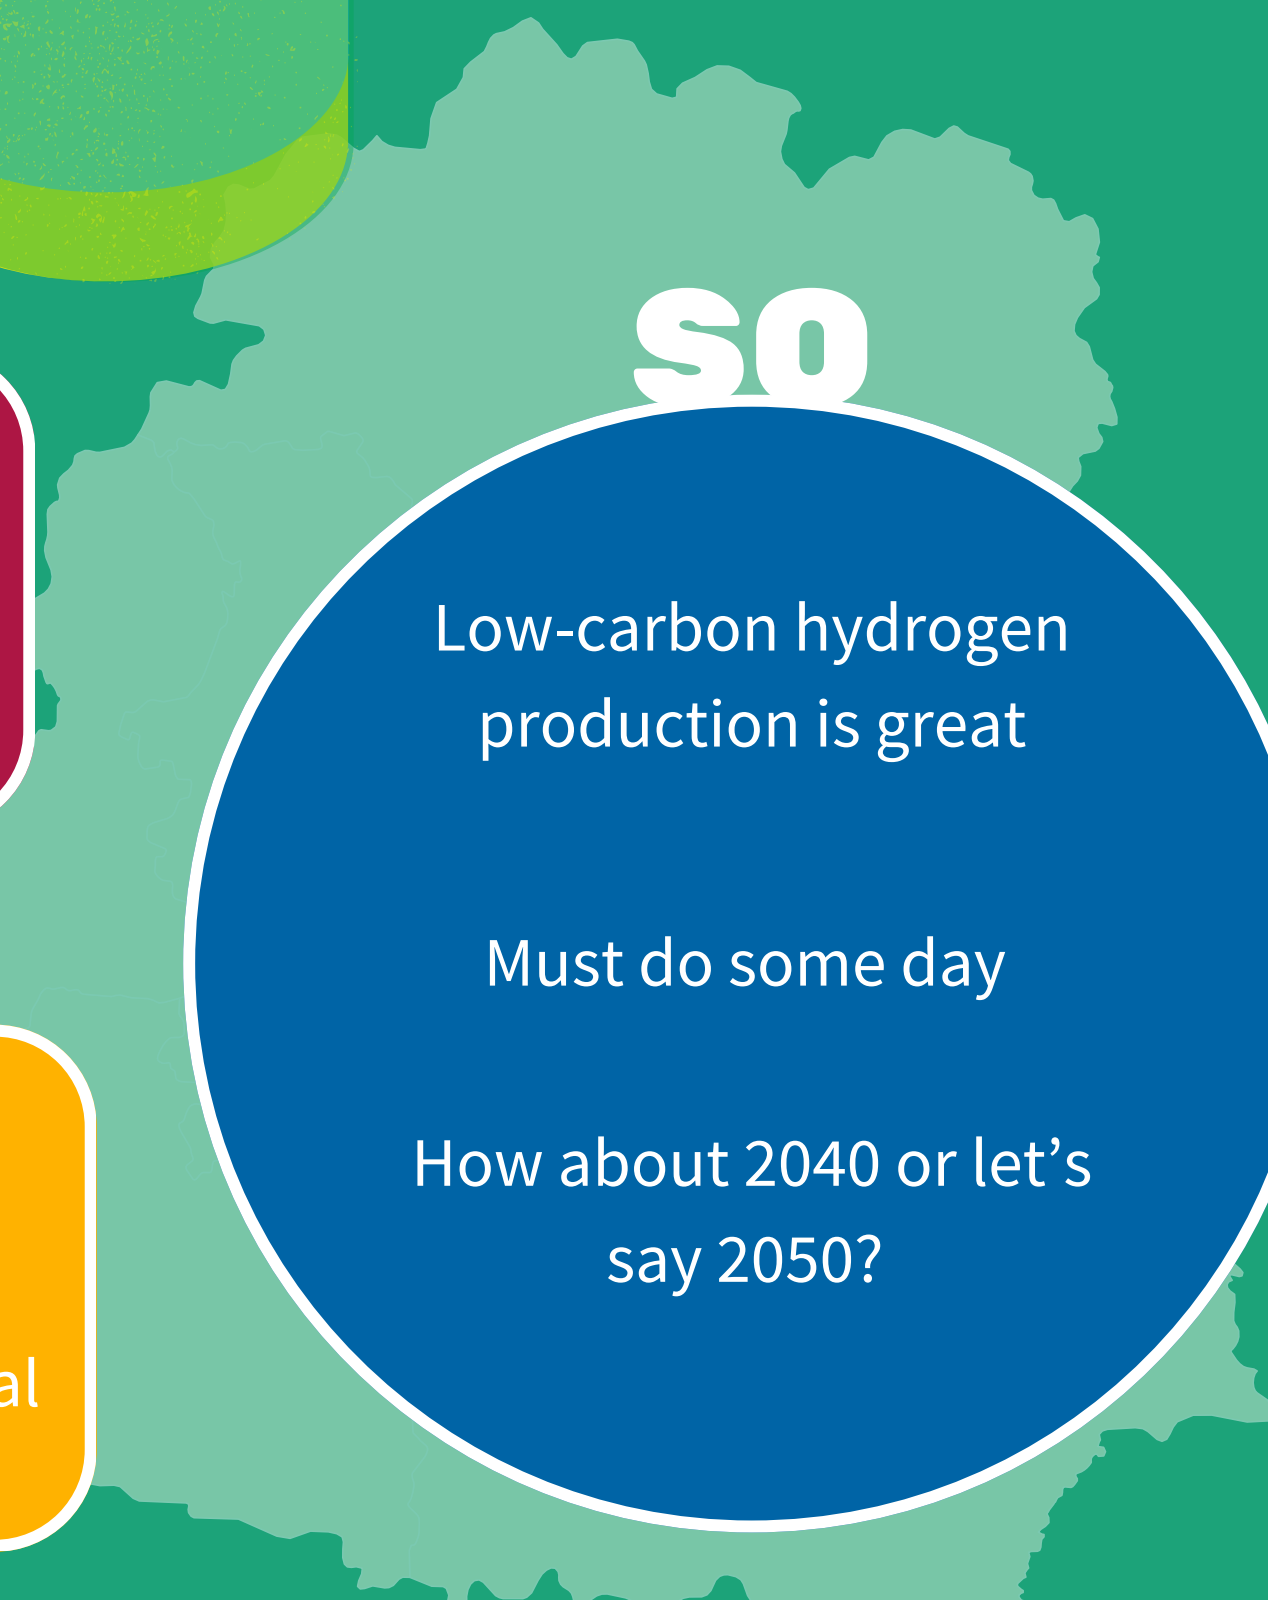 SO
Low-carbon hydrogen
production is great
Must do some day
How about 2040 or let’s
say 2050?
al